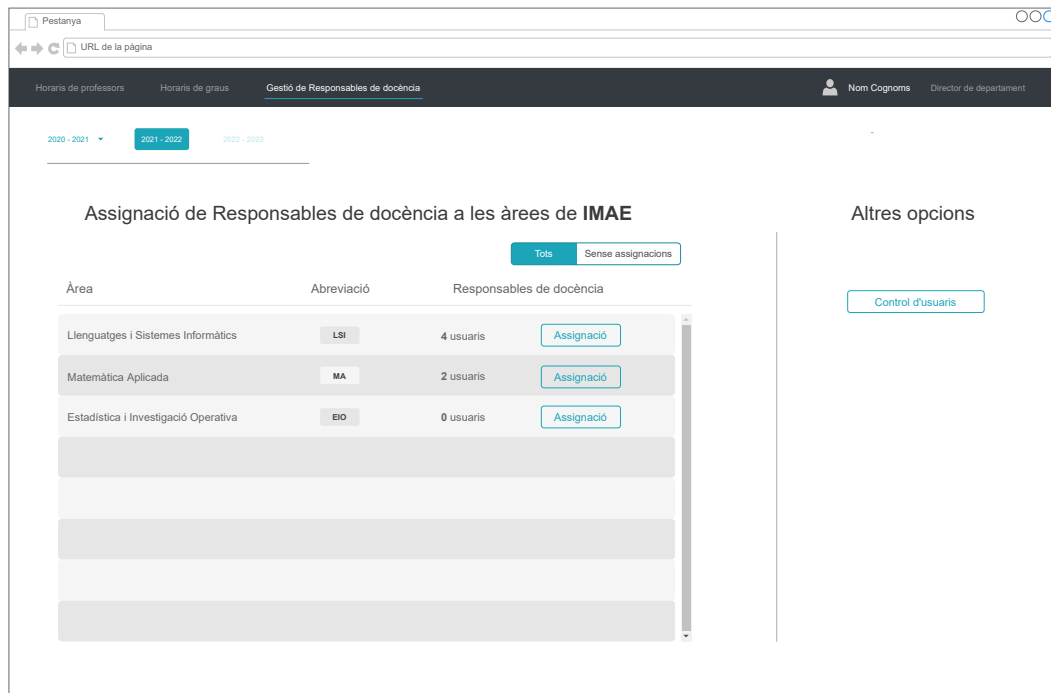 Pestanya
URL de la pàgina
Horaris de professors Horaris de graus Gestió de Responsables de docència Nom Cognoms Director de departament
2020 - 2021 2021 - 2022 2022 - 2023
Assignació de Responsables de docència a les àrees de IMAE
Altres opcions
Tots Sense assignacions
Àrea Abreviació Responsables de docència
Control d'usuaris
Llenguatges i Sistemes Informàtics LSI 4 usuaris Assignació
Matemàtica Aplicada MA 2 usuaris Assignació
Estadística i Investigació Operativa EIO 0 usuaris Assignació